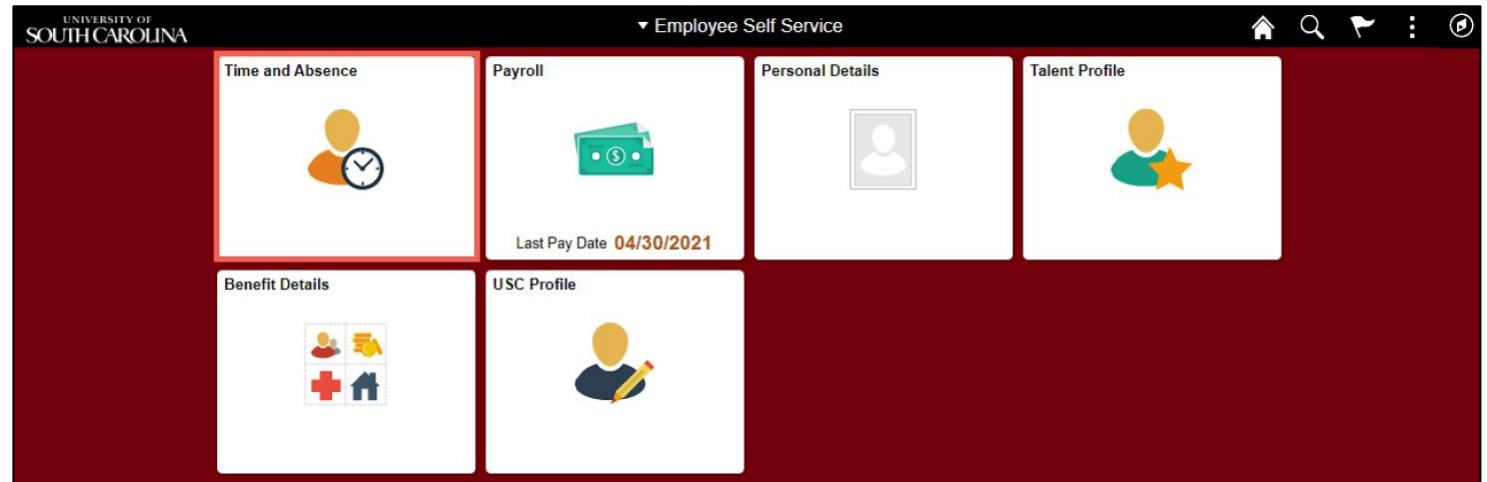 UNIVERSITY OF
SOUTH CAROLINA
Employee Self Service
Time and Absence
Payroll
Personal Details
Talent Profile
$
Last Pay Date 04/30/2021
Benefit Details
USC Profile